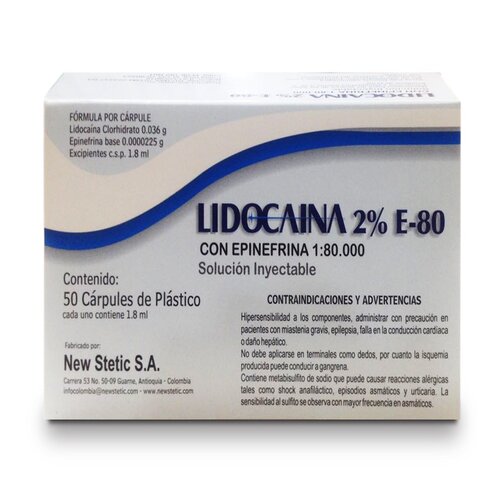 LIDOCAINA 2% E-80
FÓRMULA POR CÁRPULE
Lidocaína Clorhidrato 0.036 g
Epinefrina base 0.0000225 g
Excipientes c.s.p. 1.8 ml
LIDOCAINA 2% E-80
CON EPINEFRINA 1:80.000
Solución Inyectable
Contenido:
50 Cárpules de Plástico
cada uno contiene 1.8 ml
Fabricado por:
New Stetic S.A.
Carrera 53 No. 50-09 Guarne, Antioquia - Colombia
infocolombia@newstetic.com - www.newstetic.com
CONTRAINDICACIONES Y ADVERTENCIAS
Hipersensibilidad a los componentes, administrar con precaución en
pacientes con miastenia gravis, epilepsia, falla en la conducción cardíaca
o daño hepático.
No debe aplicarse en terminales como dedos, por cuanto la isquemia
producida puede conducir a gangrena.
Contiene metabisulfito de sodio que puede causar reacciones alérgicas
tales como shock anafiláctico, episodios asmáticos y urticaria. La
sensibilidad al sulfito se observa con mayor frecuencia en asmáticos.